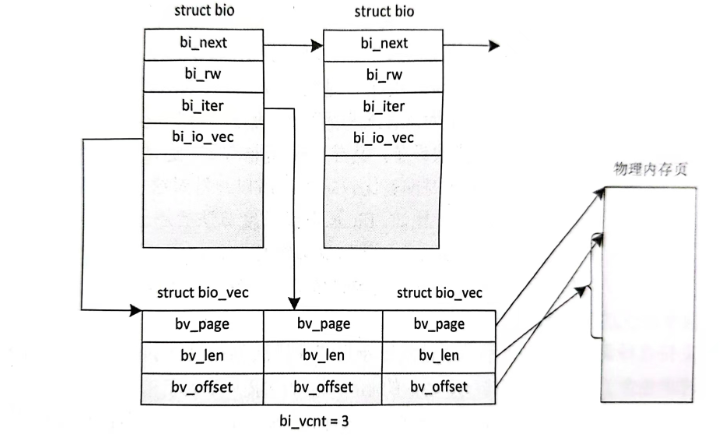 struct bio
struct bio
bi_next
bi_next
bi_rw
bi_rw
bi_iter
bi_iter
bi_io_vec
bi_io_vec
物理内存页
struct bio_vec
struct bio_vec
bv_page
bv_page
bv_page
bv_len
bv_len
bv_len
bv_offset
bv_offset
bv_offset
bi_vcnt = 3